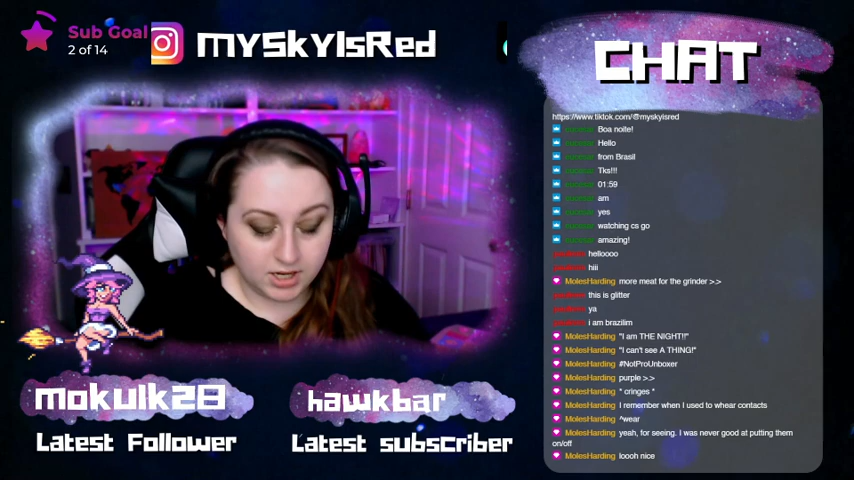 Sub Goal
2 of 14
MYSkYIsRed
CHAT
https://www.tiktok.com/@myskyisred
Boa noite!
Hello
from Brasil
Tks!!!
01:59
am
yes
watching cs go
amazing!
helloooo
hiii
MolesHarding more meat for the grinder >.>
this is glitter
ya
i am brazilim
MolesHarding "I am THE NIGHT!!"
MolesHarding "I can't see A THING!"
MolesHarding #NotProUnboxer
MolesHarding purple >.>
MolesHarding * cringes *
MolesHarding I remember when I used to whear contacts
MolesHarding ^wear
MolesHarding yeah, for seeing. I was never good at putting them
on/off
MolesHarding loooh nice
mokulk28
Latest Follower
hawkbar
Latest subscriber